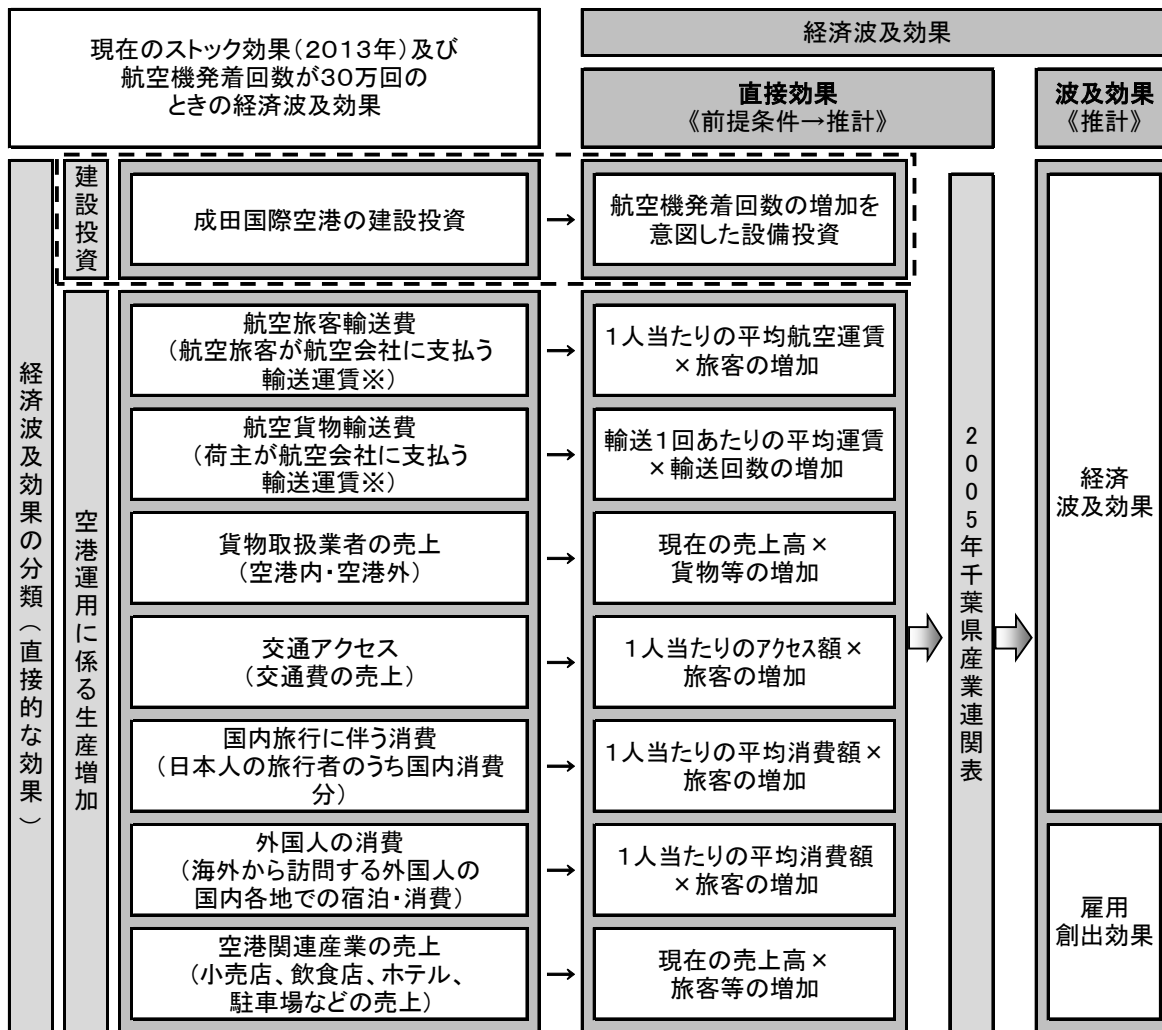 現在のストック効果(2013年)及び
航空機発着回数が30万回の
ときの経済波及効果
経済波及効果
直接効果
《前提条件→推計》
波及効果
《推計》
経済波及効果の分類(直接的な効果)
建設投資
成田国際空港の建設投資
→
航空機発着回数の増加を
意図した設備投資
空港運用に係る生産増加
航空旅客輸送費
(航空旅客が航空会社に支払う
輸送運賃※)
→
1人当たりの平均航空運賃
×旅客の増加
航空貨物輸送費
(荷主が航空会社に支払う
輸送運賃※)
→
輸送1回あたりの平均運賃
×輸送回数の増加
貨物取扱業者の売上
(空港内・空港外)
→
現在の売上高×
貨物等の増加
交通アクセス
(交通費の売上)
→
1人当たりのアクセス額×
旅客の増加
国内旅行に伴う消費
(日本人の旅行者のうち国内消費
分)
→
1人当たりの平均消費額×
旅客の増加
外国人の消費
(海外から訪問する外国人の
国内各地での宿泊・消費)
→
1人当たりの平均消費額
×旅客の増加
空港関連産業の売上
(小売店、飲食店、ホテル、
駐車場などの売上)
→
現在の売上高×
旅客等の増加
2005年千葉県産業連関表
経済
波及効果
雇用
創出効果